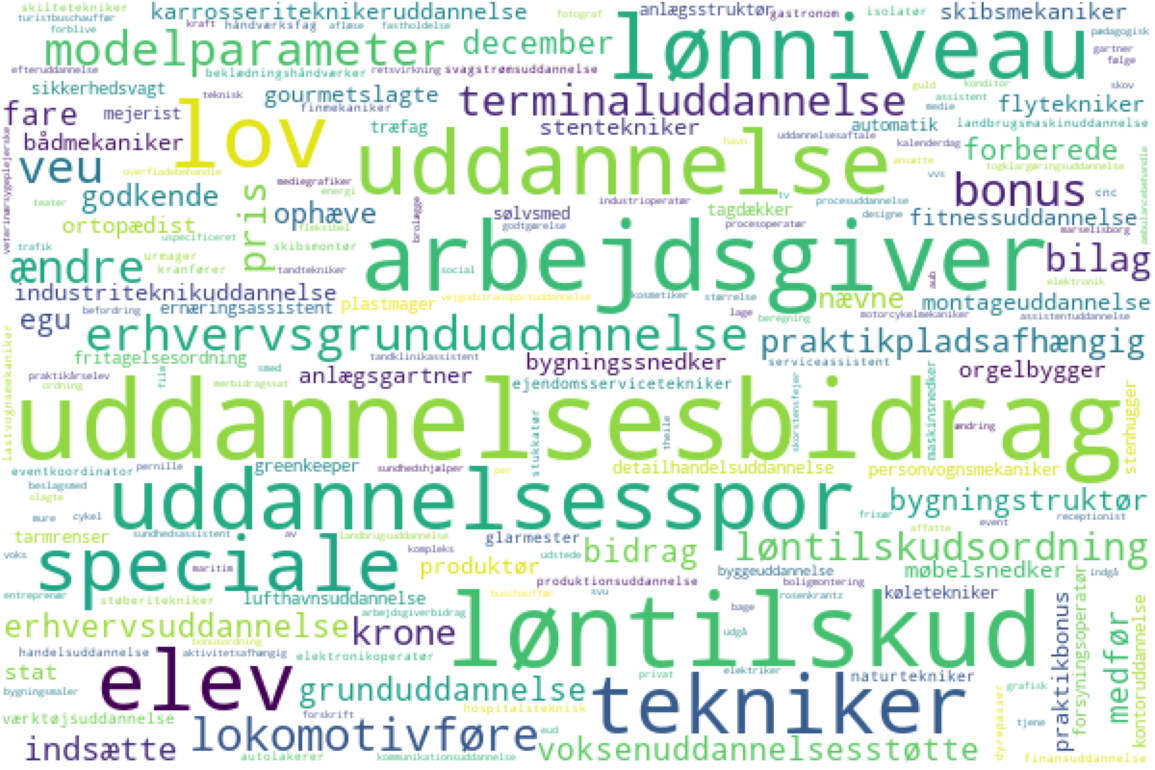 skiltetekniker
karrosseriteknikeruddannelse
fotograf
anlægsstruktør
gastronom
isolatør
skibsmekaniker
turistbuschauffør
kraft
håndværksfag
afløse
fastholdelse
forblive
modelparameter
december
lønniveau
pædagogisk
gartner
følge
efteruddannelse
beklædningshåndværker
retsvirkning
svagstrømsuddannelse
sikkerhedsvagt
teknisk
gourmetslagte
finmekaniker
terminaluddannelse
guld
konditor
skov
assistent
medie
flytekniker
fare
mejerist
lov
træfag
stentekniker
automatik
landbrugsmaskinuddannelse
bådmekaniker
uddannelse
havn
uddannelsesaftale
kalenderdag
forberede
veterinærsygeplejerske
veu
overfladebehandle
mediegrafiker
energi
ansætte
vvs
togklargøringsuddannelse
godkende
pris
industrioperatør
tv
procesuddannelse
bonus
cnc
ambulancebehandle
teater
ophæve
fleksibel
brolægge
sølvsmed
godtgørelse
tagdækker
procesoperatør
designe
fitnessuddannelse
ortopædist
marselisborg
trafik
uspecificeret
skibsmontør
arbejdsgiver
bilag
urmager
kranfører
ændre
tandtekniker
social
aub
elektronik
industriteknikuddannelse
plastmager
vejgodstransportuddannelse
kosmetiker
størrelse
nævne
montageuddannelse
befordring
ernæringsassistent
lage
beregning
motorcykelmekaniker
assistentuddannelse
egu
erhvervsgrunduddannelse
praktikpladsafhængig
lastvognsmekaniker
fritagelsesordning
tandklinikassistent
bygningssnedker
serviceassistent
orgelbygger
praktikårselev
film
smed
anlægsgartner
ordning
merbidragssat
ejendomsservicetekniker
skorstensfejer
maskinsnedker
stenhugger
uddannelsesbidrag
stukkatør
theile
ændring
eventkoordinator
pernille
greenkeeper
sundhedshjælper
per
detailhandelsuddannelse
personvognsmekaniker
beslagsmed
slagte
uddannelsesspor
bygningstruktør
mure
cykel
frisør
event
receptionist
tarmrenser
sundhedsassistent
av
landbrugsuddannelse
glarmester
affatte
voks
speciale
kompleks
udstede
bidrag
løntilskudsordning
maritim
produktør
produktionsuddannelse
byggeuddannelse
møbelsnedker
indgå
boligmontering
forsyningsoperatør
entreprenør
støberitekniker
lufthavnsuddannelse
buschauffør
svu
rosenkrantz
køletekniker
arbejdsgiverbidrag
løntilskud
bage
praktikbonus
medfør
kontoruddannelse
erhvervsuddannelse
krone
udgå
bonusordning
handelsuddannelse
aktivitetsafhængig
elektronikoperatør
stat
elev
privat
elektriker
naturtekniker
bygningsmaler
grunduddannelse
tekniker
dyrepasser
grafisk
hospitalsteknisk
værktøjsuddannelse
forskrift
tjene
lokomotivføre
eud
indsætte
autolakerer
kommunikationsuddannelse
voksenuddannelsesstøtte
finansuddannelse